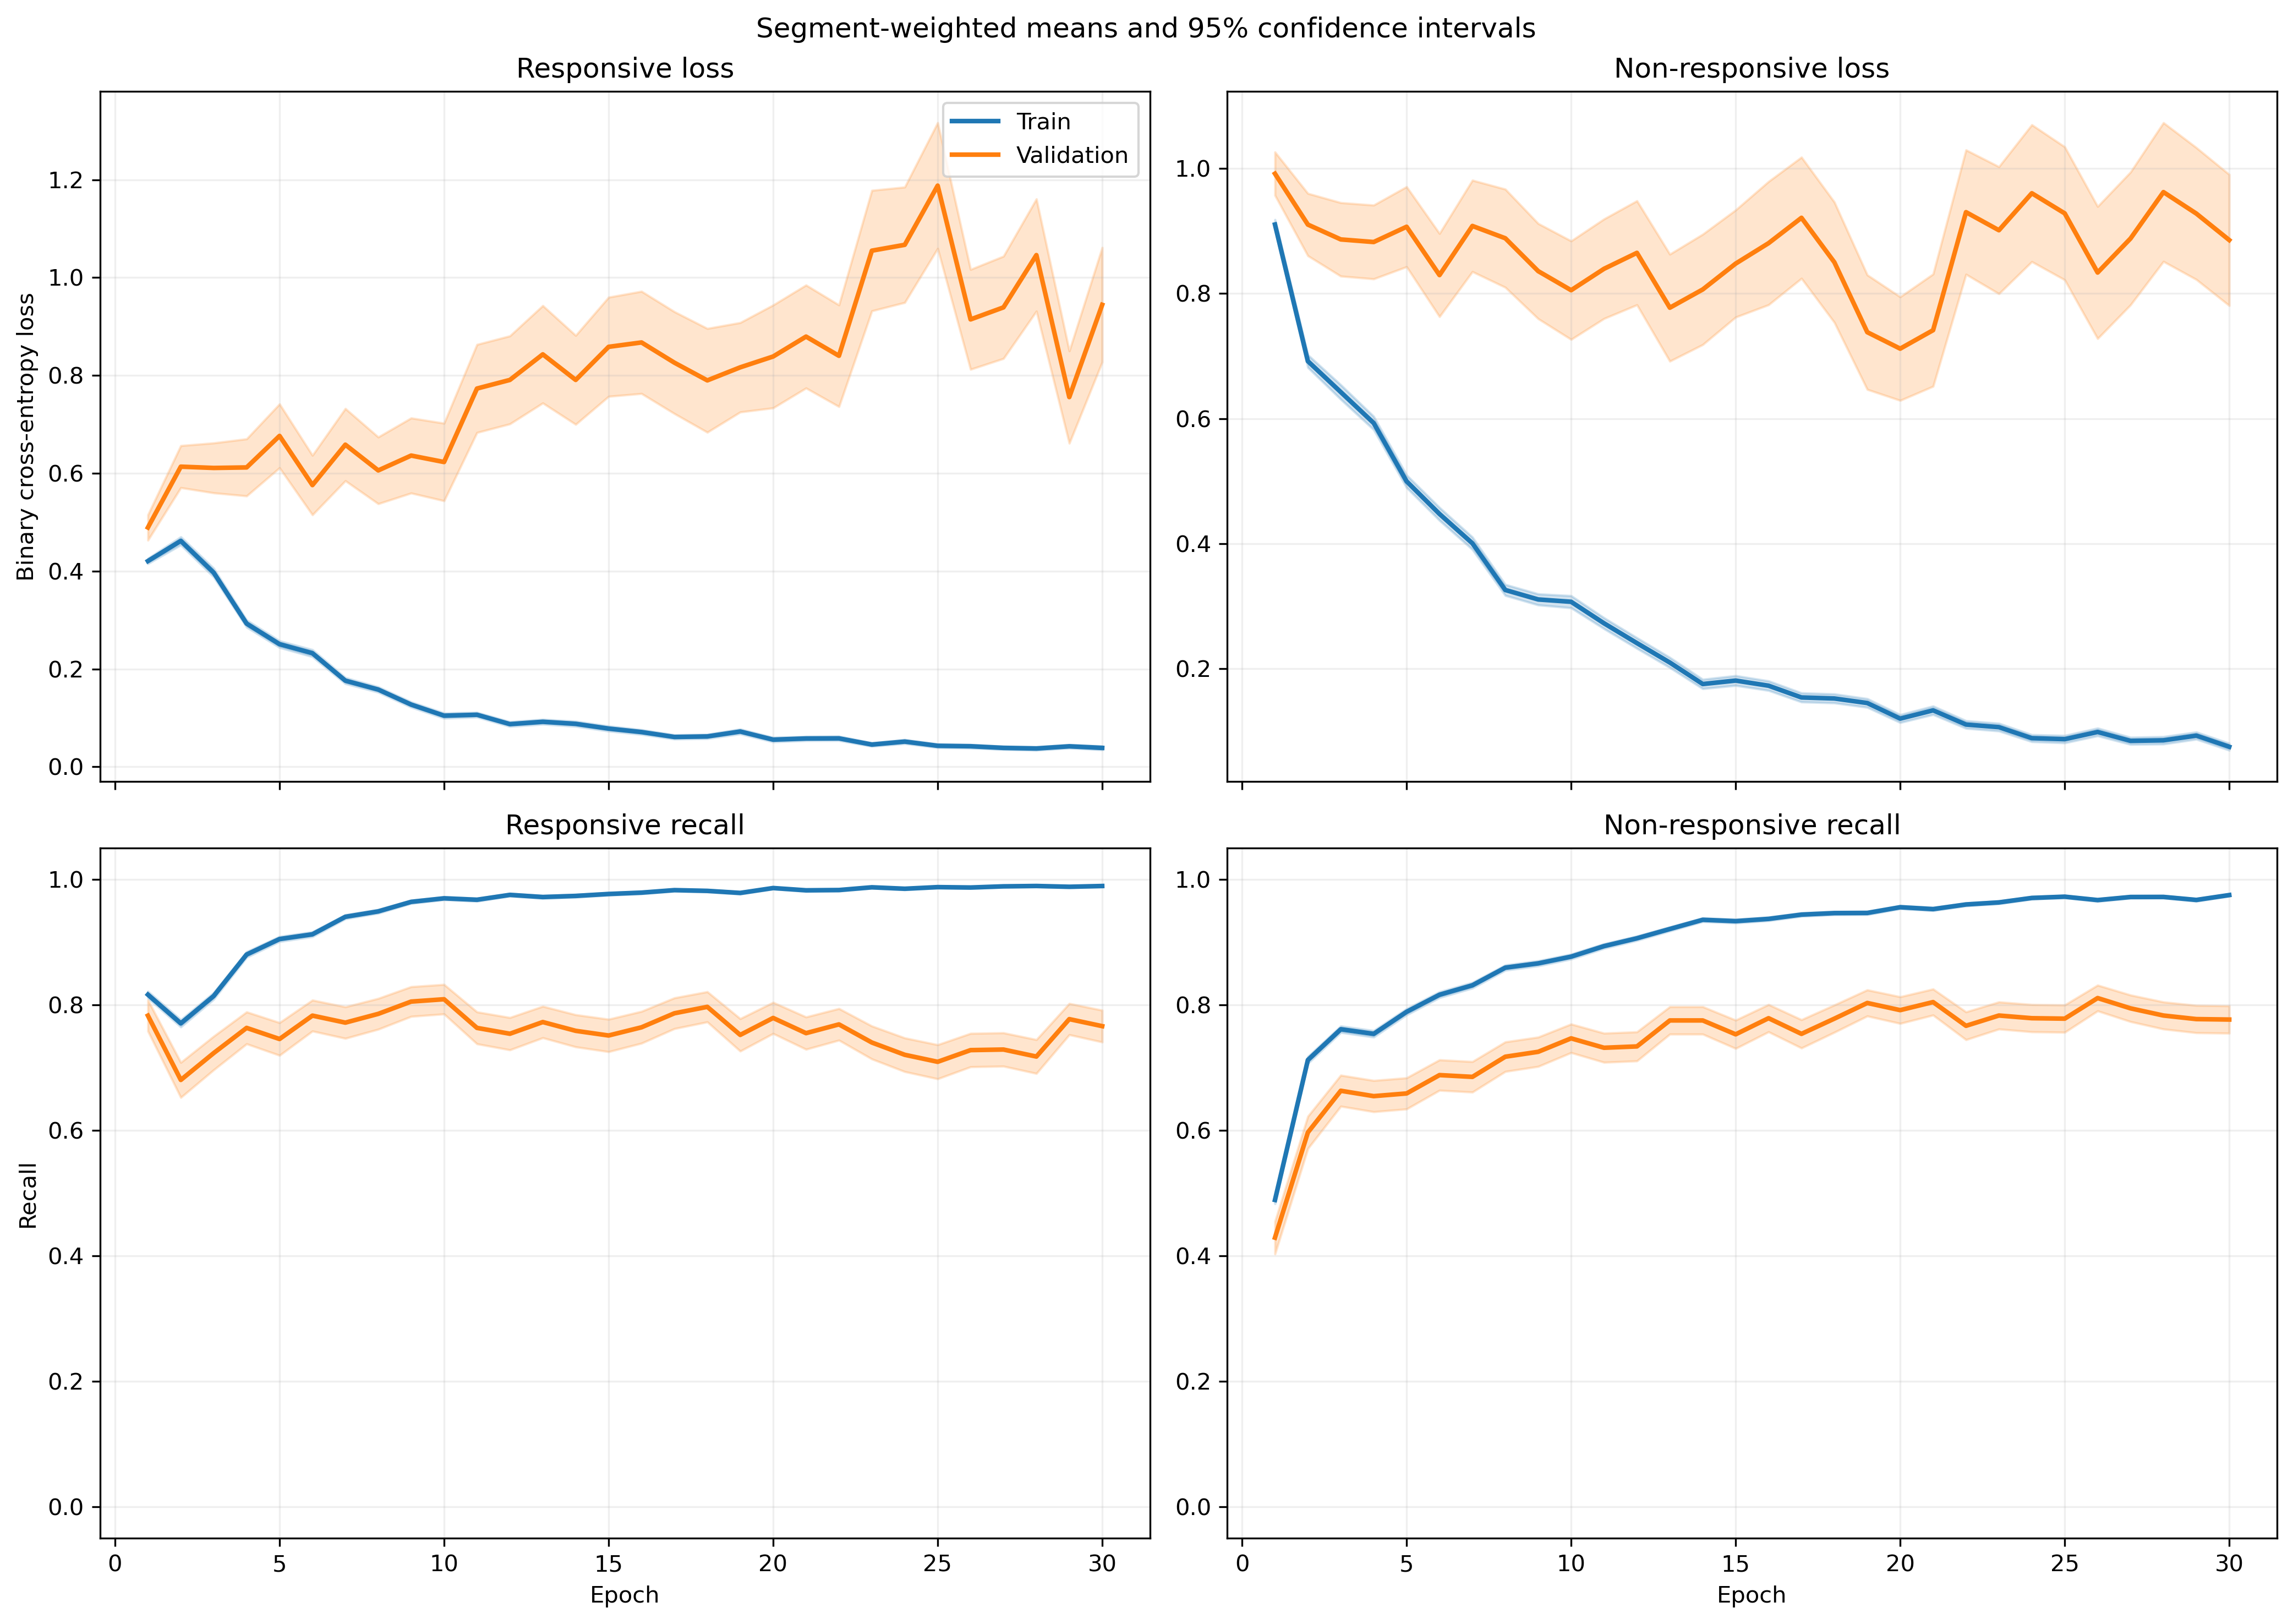 Segment-weighted means and 95% confidence intervals
Responsive loss
Non-responsive loss
Train
Validation
Binary cross-entropy loss
1.2
1.0
0.8
0.6
0.4
0.2
0.0
1.0
0.8
0.6
0.4
0.2
Responsive recall
Non-responsive recall
Recall
1.0
0.8
0.6
0.4
0.2
0.0
0 5 10 15 20 25 30
Epoch
1.0
0.8
0.6
0.4
0.2
0.0
0 5 10 15 20 25 30
Epoch